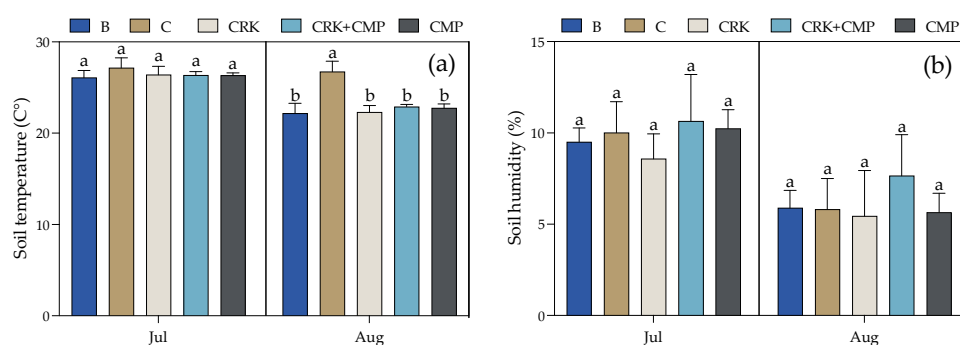 B C CRK CRK+CMP CMP
(a)
Soil temperature (C°)
30
20
10
0
a a a a a
b a b b b
Jul Aug
B C CRK CRK+CMP CMP
(b)
Soil humidity (%)
15
10
5
0
a a a a a
a a a a a
Jul Aug